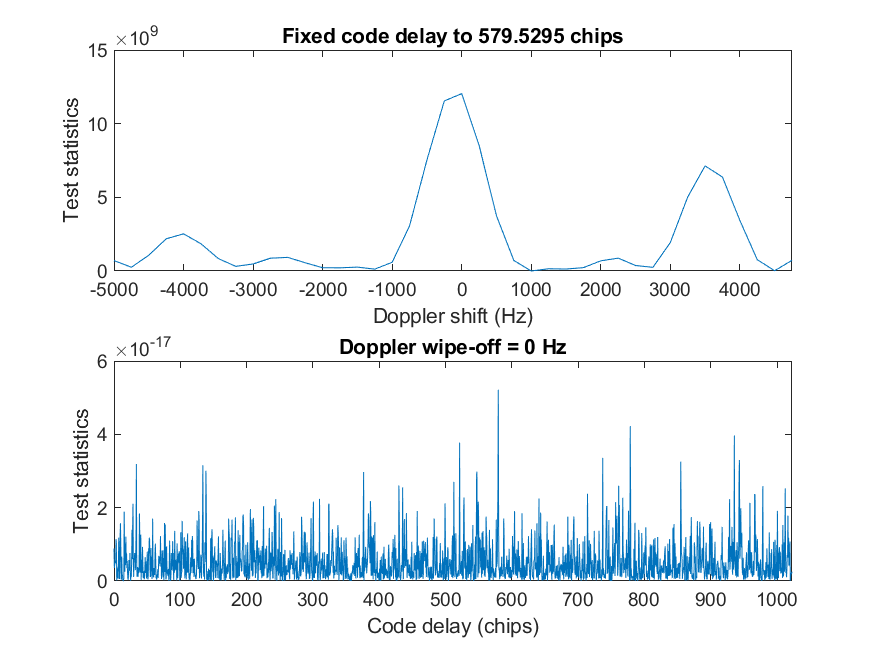 ×10^9
Fixed code delay to 579.5295 chips
15
10
5
0
Test statistics
-5000 -4000 -3000 -2000 -1000 0 1000 2000 3000 4000
Doppler shift (Hz)
×10^-17
Doppler wipe-off = 0 Hz
6
4
2
0
Test statistics
0 100 200 300 400 500 600 700 800 900 1000
Code delay (chips)